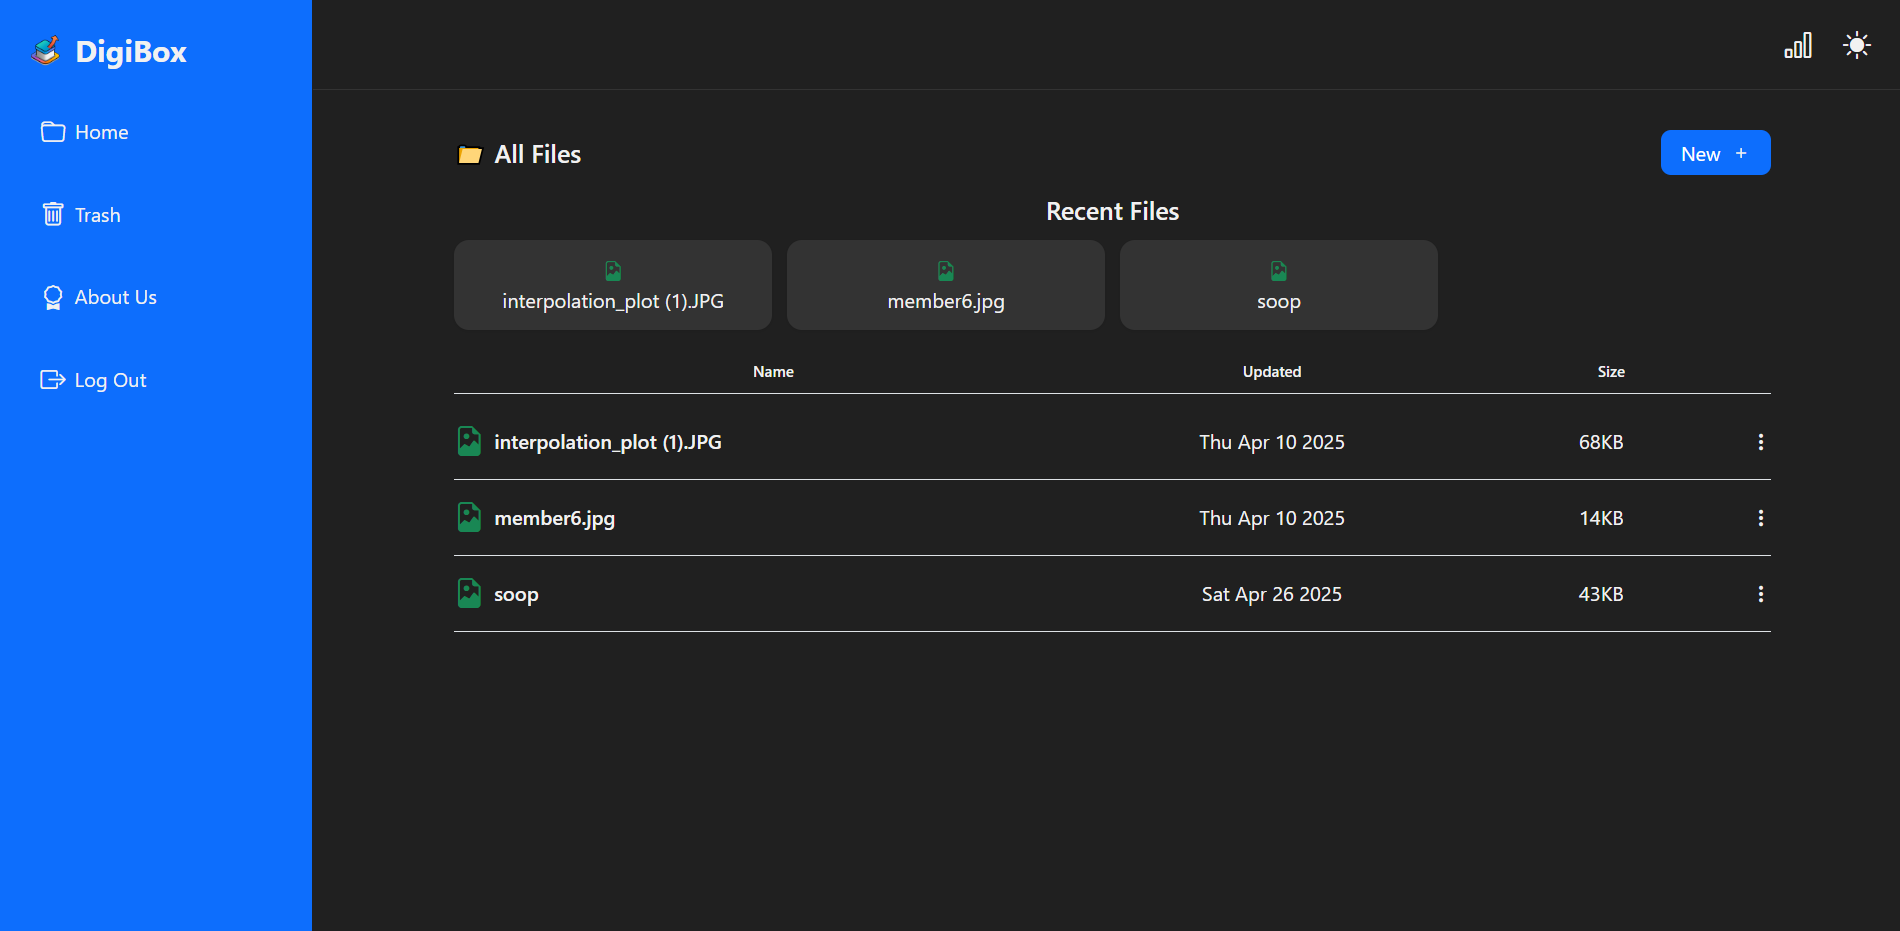 DigiBox
Home
Trash
About Us
Log Out
All Files
New +
Recent Files
interpolation_plot (1).JPG
member6.jpg
soop
Name Updated Size
interpolation_plot (1).JPG Thu Apr 10 2025 68KB
member6.jpg Thu Apr 10 2025 14KB
soop Sat Apr 26 2025 43KB